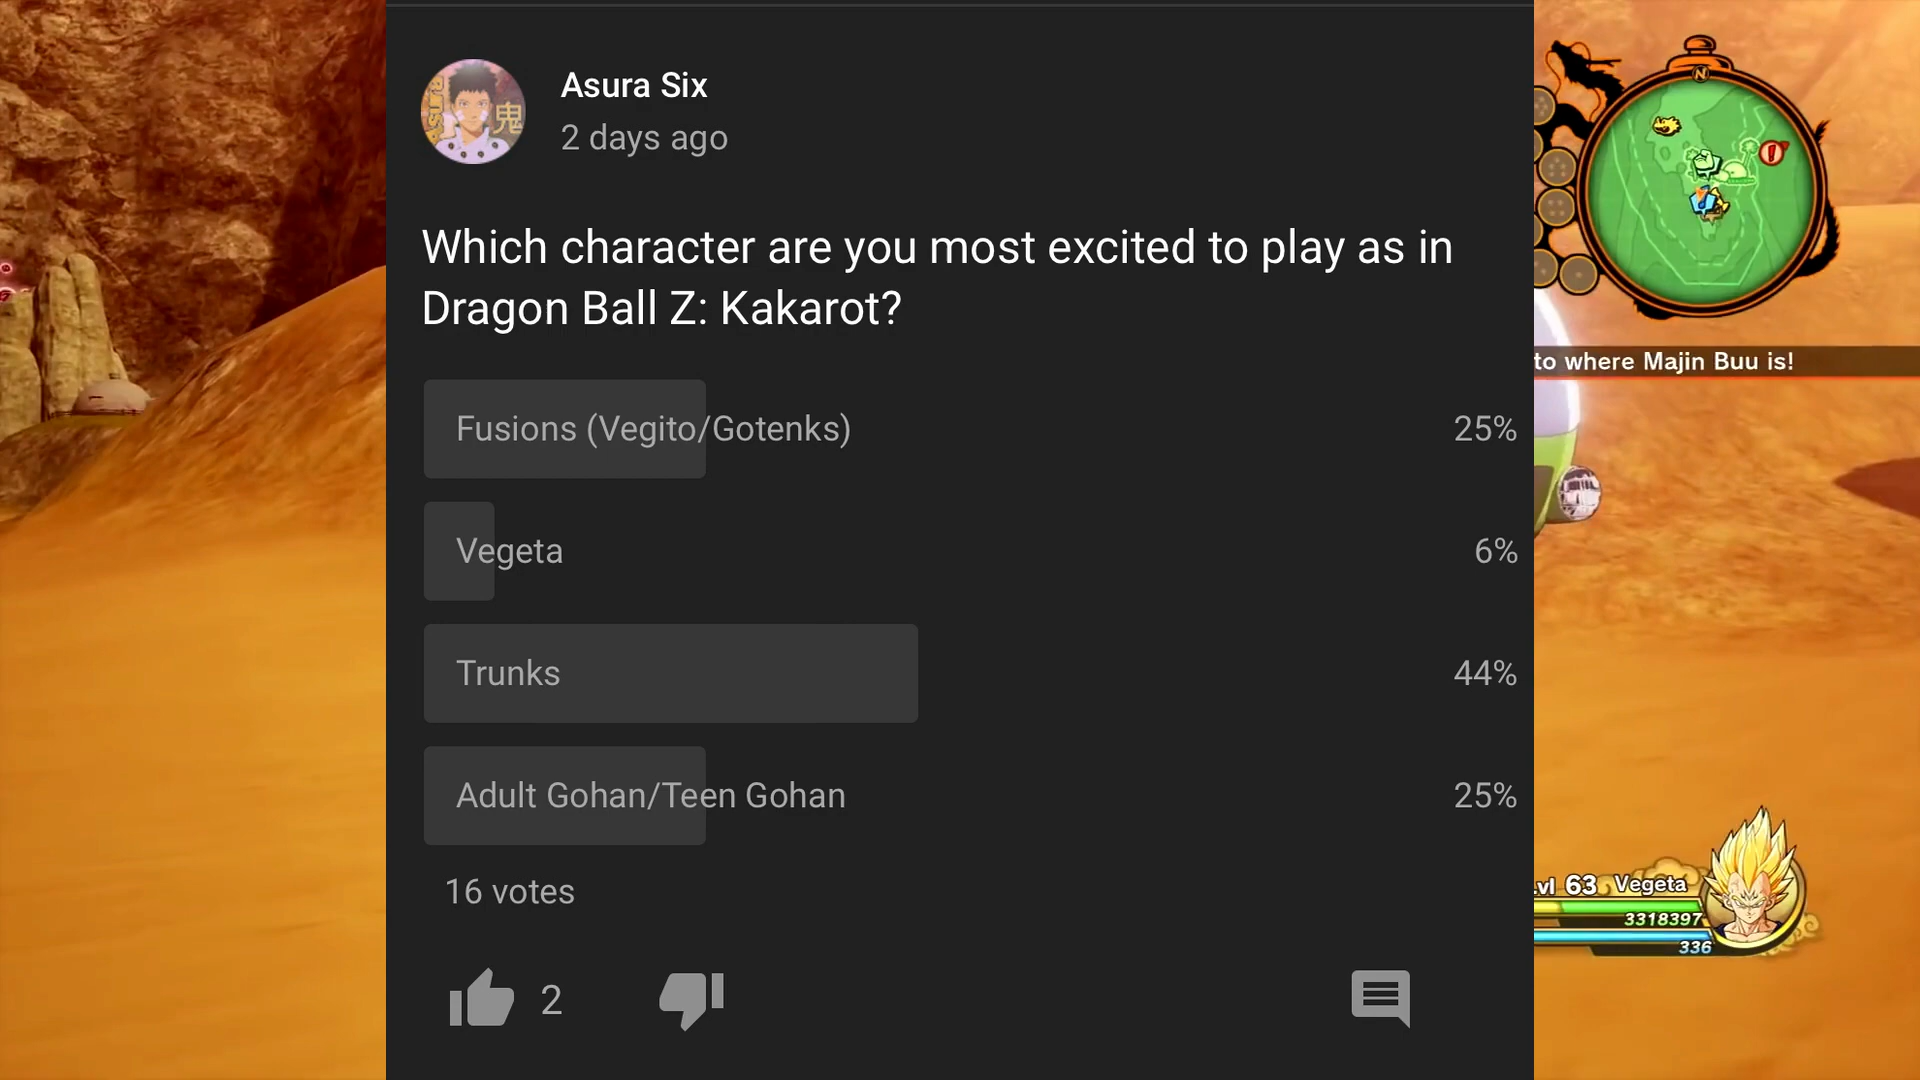 Asura Six
2 days ago
Which character are you most excited to play as in
Dragon Ball Z: Kakarot?
Fusions (Vegito/Gotenks)
25%
Vegeta
6%
Trunks
44%
Adult Gohan/Teen Gohan
25%
16 votes
2
N
to where Majin Buu is!
Lvl 63 Vegeta
3318397
336
鬼